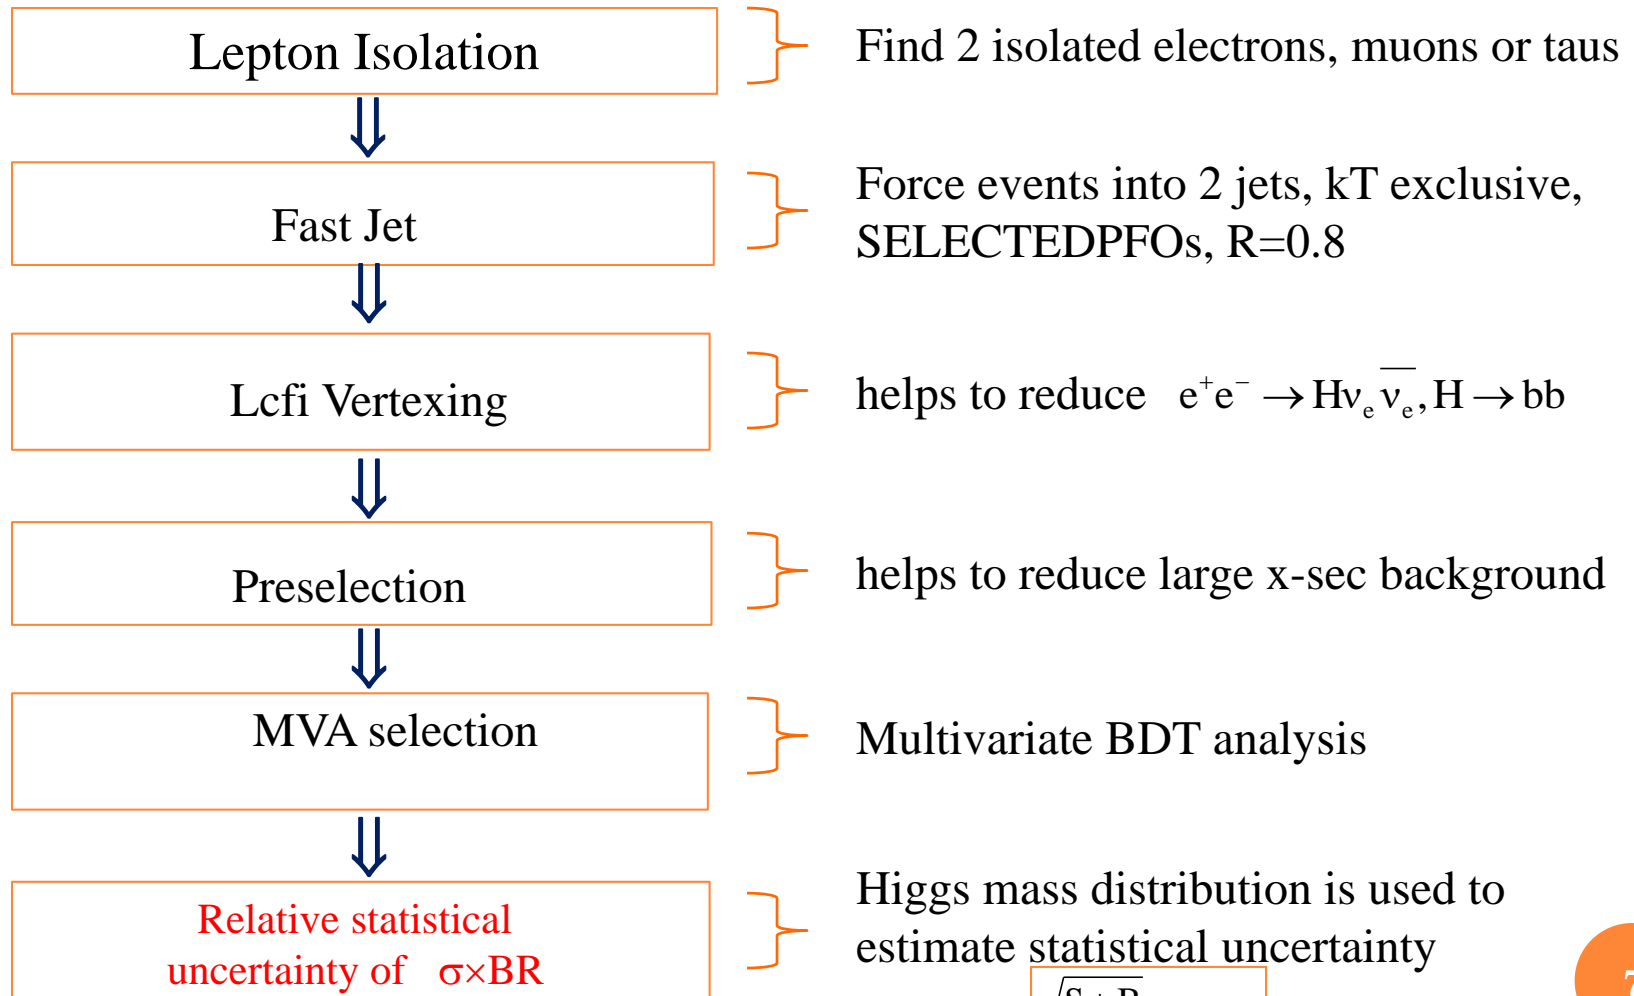 Lepton Isolation
Find 2 isolated electrons, muons or taus
Fast Jet
Force events into 2 jets, kT exclusive,
SELECTEDPFOs, R=0.8
Lcfi Vertexing
helps to reduce e⁺e⁻ → Hνₑν̅ₑ, H → bb
Preselection
helps to reduce large x-sec background
MVA selection
Multivariate BDT analysis
Relative statistical
uncertainty of σ×BR
Higgs mass distribution is used to
estimate statistical uncertainty